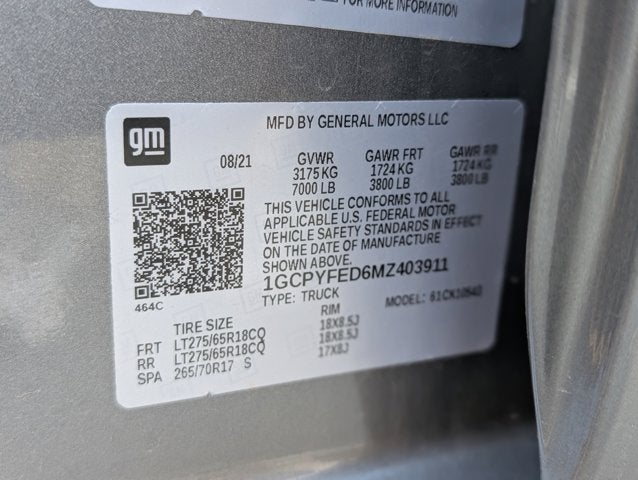 FOR MORE INFORMATION
gm
MFD BY GENERAL MOTORS LLC
08/21 GVWR GAWR FRT GAWR RR
3175 KG 1724 KG 1724 KG
7000 LB 3800 LB 3800 LB
THIS VEHICLE CONFORMS TO ALL
APPLICABLE U.S. FEDERAL MOTOR
VEHICLE SAFETY STANDARDS IN EFFECT
ON THE DATE OF MANUFACTURE
SHOWN ABOVE.
1GCPYFED6MZ403911
TYPE: TRUCK MODEL: 61CK10543
464C
TIRE SIZE RIM
FRT LT275/65R18CQ 18X8.5J
RR LT275/65R18CQ 18X8.5J
SPA 265/70R17 S 17X8J